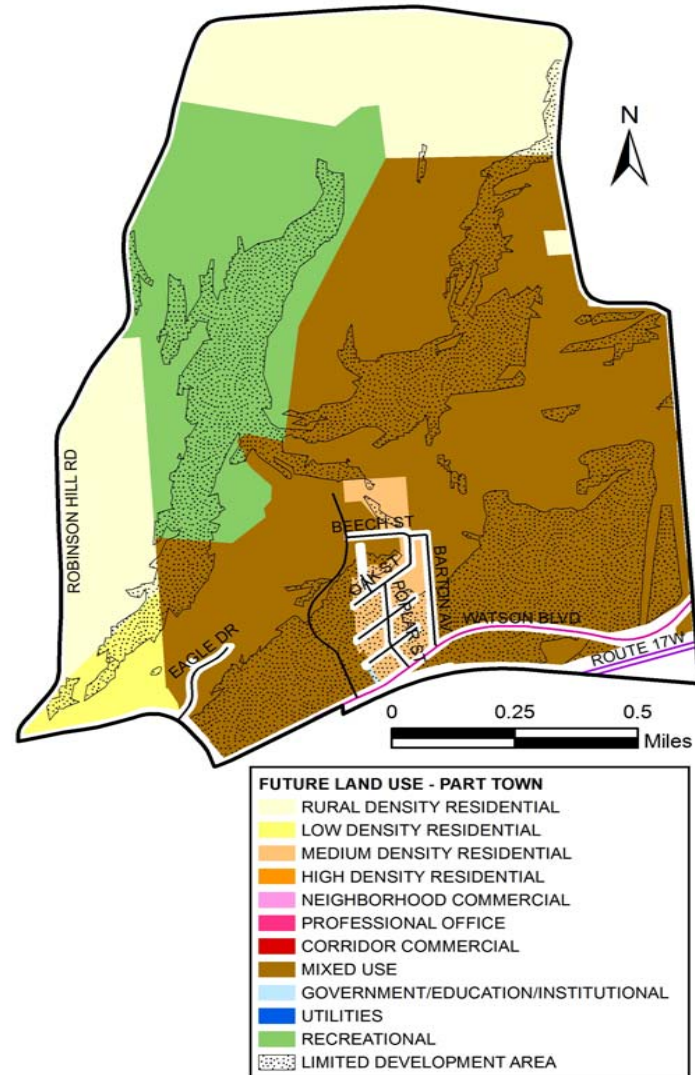 N
ROBINSON HILL RD
BEECH ST
OAK ST
POPLAR ST
BARTON AV
WATSON BLVD
EAGLE DR
ROUTE 17W
0 0.25 0.5
Miles
FUTURE LAND USE - PART TOWN
RURAL DENSITY RESIDENTIAL
LOW DENSITY RESIDENTIAL
MEDIUM DENSITY RESIDENTIAL
HIGH DENSITY RESIDENTIAL
NEIGHBORHOOD COMMERCIAL
PROFESSIONAL OFFICE
CORRIDOR COMMERCIAL
MIXED USE
GOVERNMENT/EDUCATION/INSTITUTIONAL
UTILITIES
RECREATIONAL
LIMITED DEVELOPMENT AREA